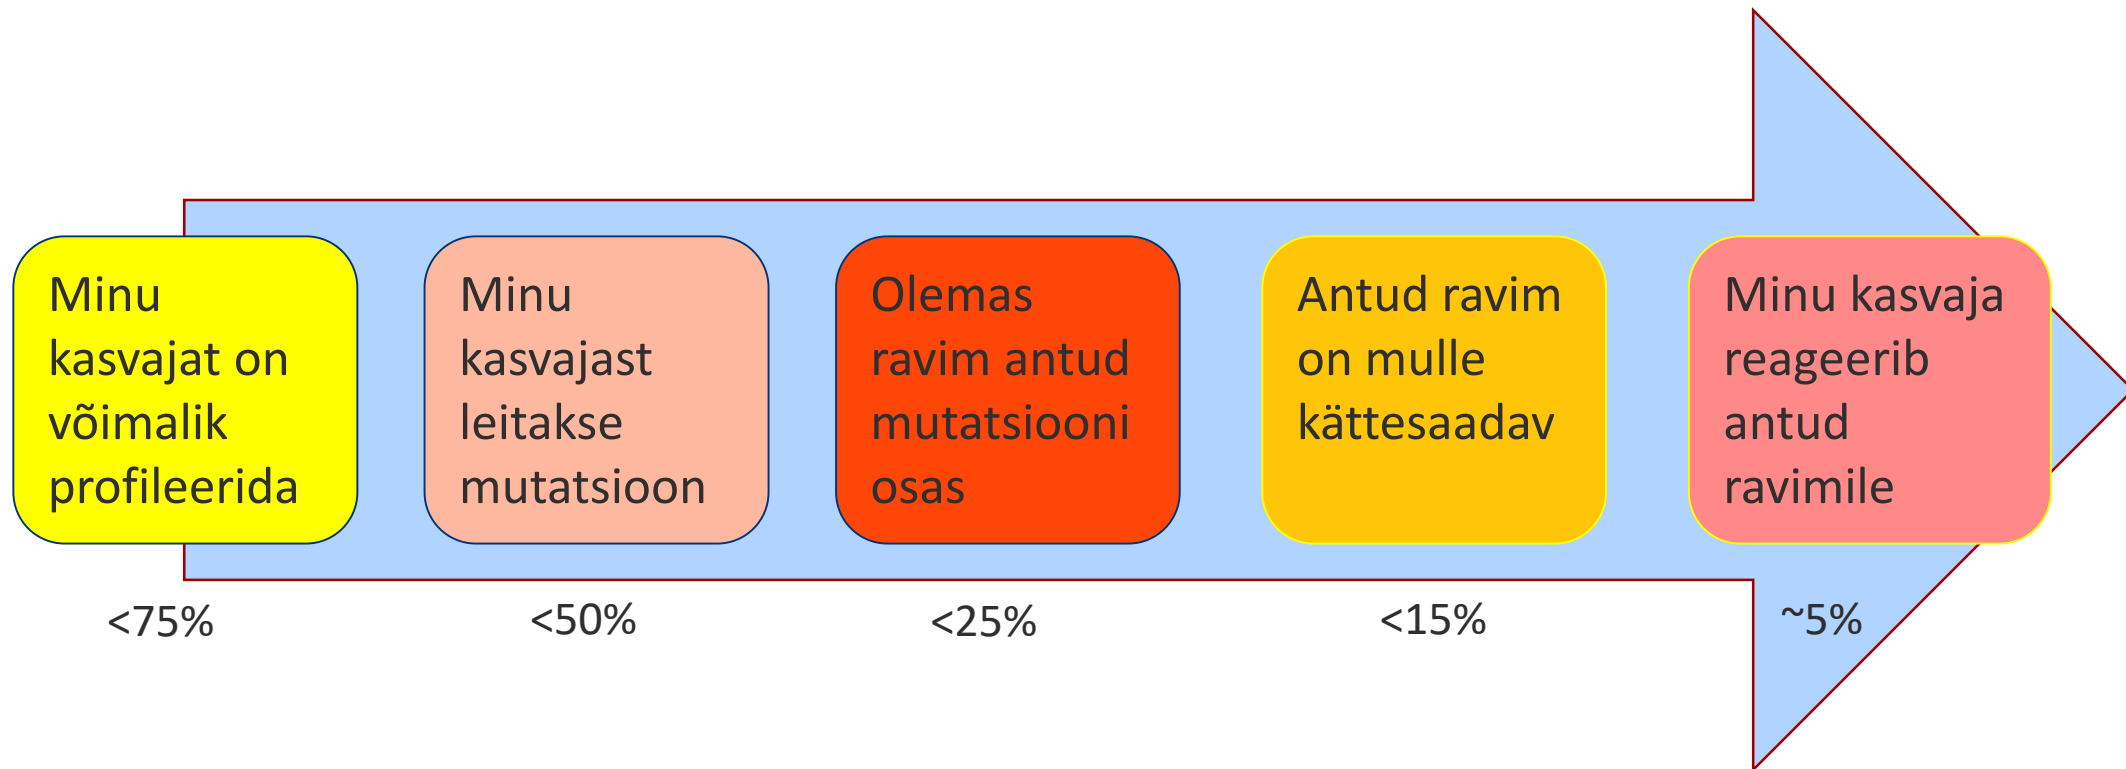 Minu
kasvajat on
võimalik
profileerida
Minu
kasvajast
leitakse
mutatsioon
Olemas
ravim antud
mutatsiooni
osas
Antud ravim
on mulle
kättesaadav
Minu kasvaja
reageerib
antud
ravimile
<75%
<50%
<25%
<15%
~5%